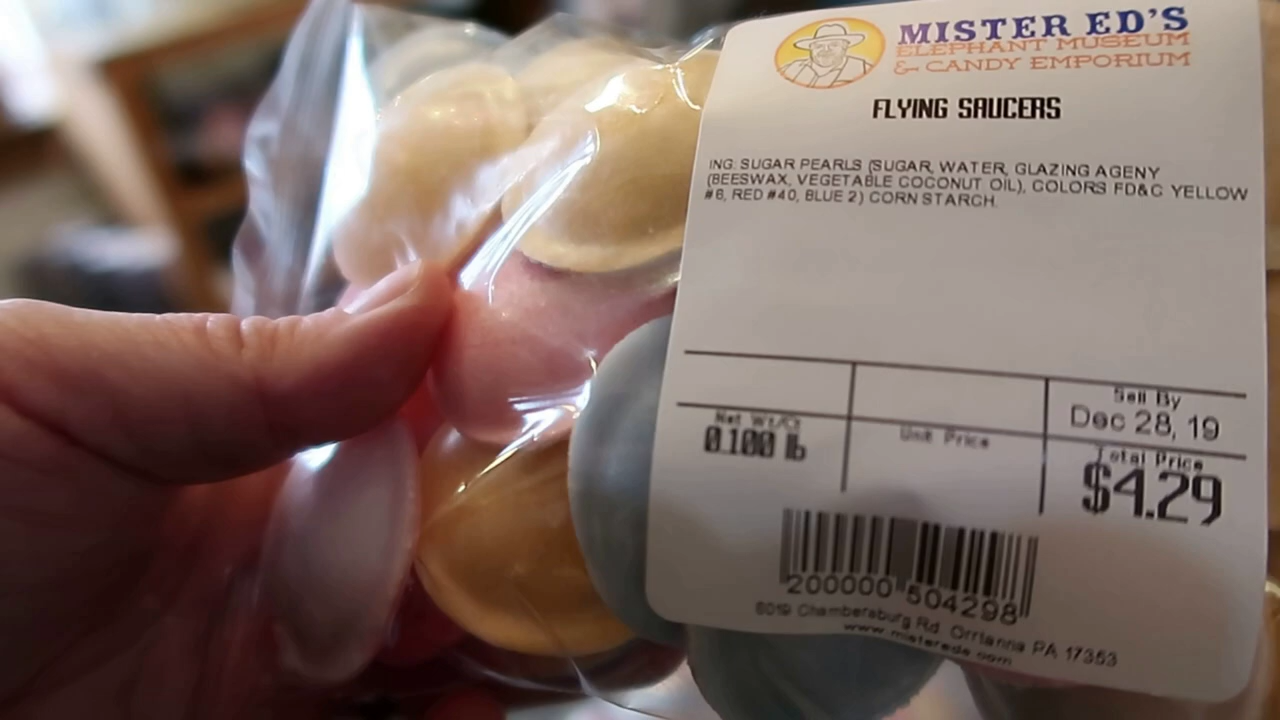 MISTER ED'S
ELEPHANT MUSEUM
& CANDY EMPORIUM
FLYING SAUCERS
ING: SUGAR PEARLS (SUGAR, WATER, GLAZING AGENY
(BEESWAX, VEGETABLE COCONUT OIL), COLORS FD&C YELLOW
#6, RED #40, BLUE 2) CORN STARCH.
Sell By
Dec 28, 19
Net Wt/Ct
0.100 lb
Unit Price
Total Price
$4.29
200000 504298
6019 Chambersburg Rd. Orrtanna PA 17353
www.mistereds.com